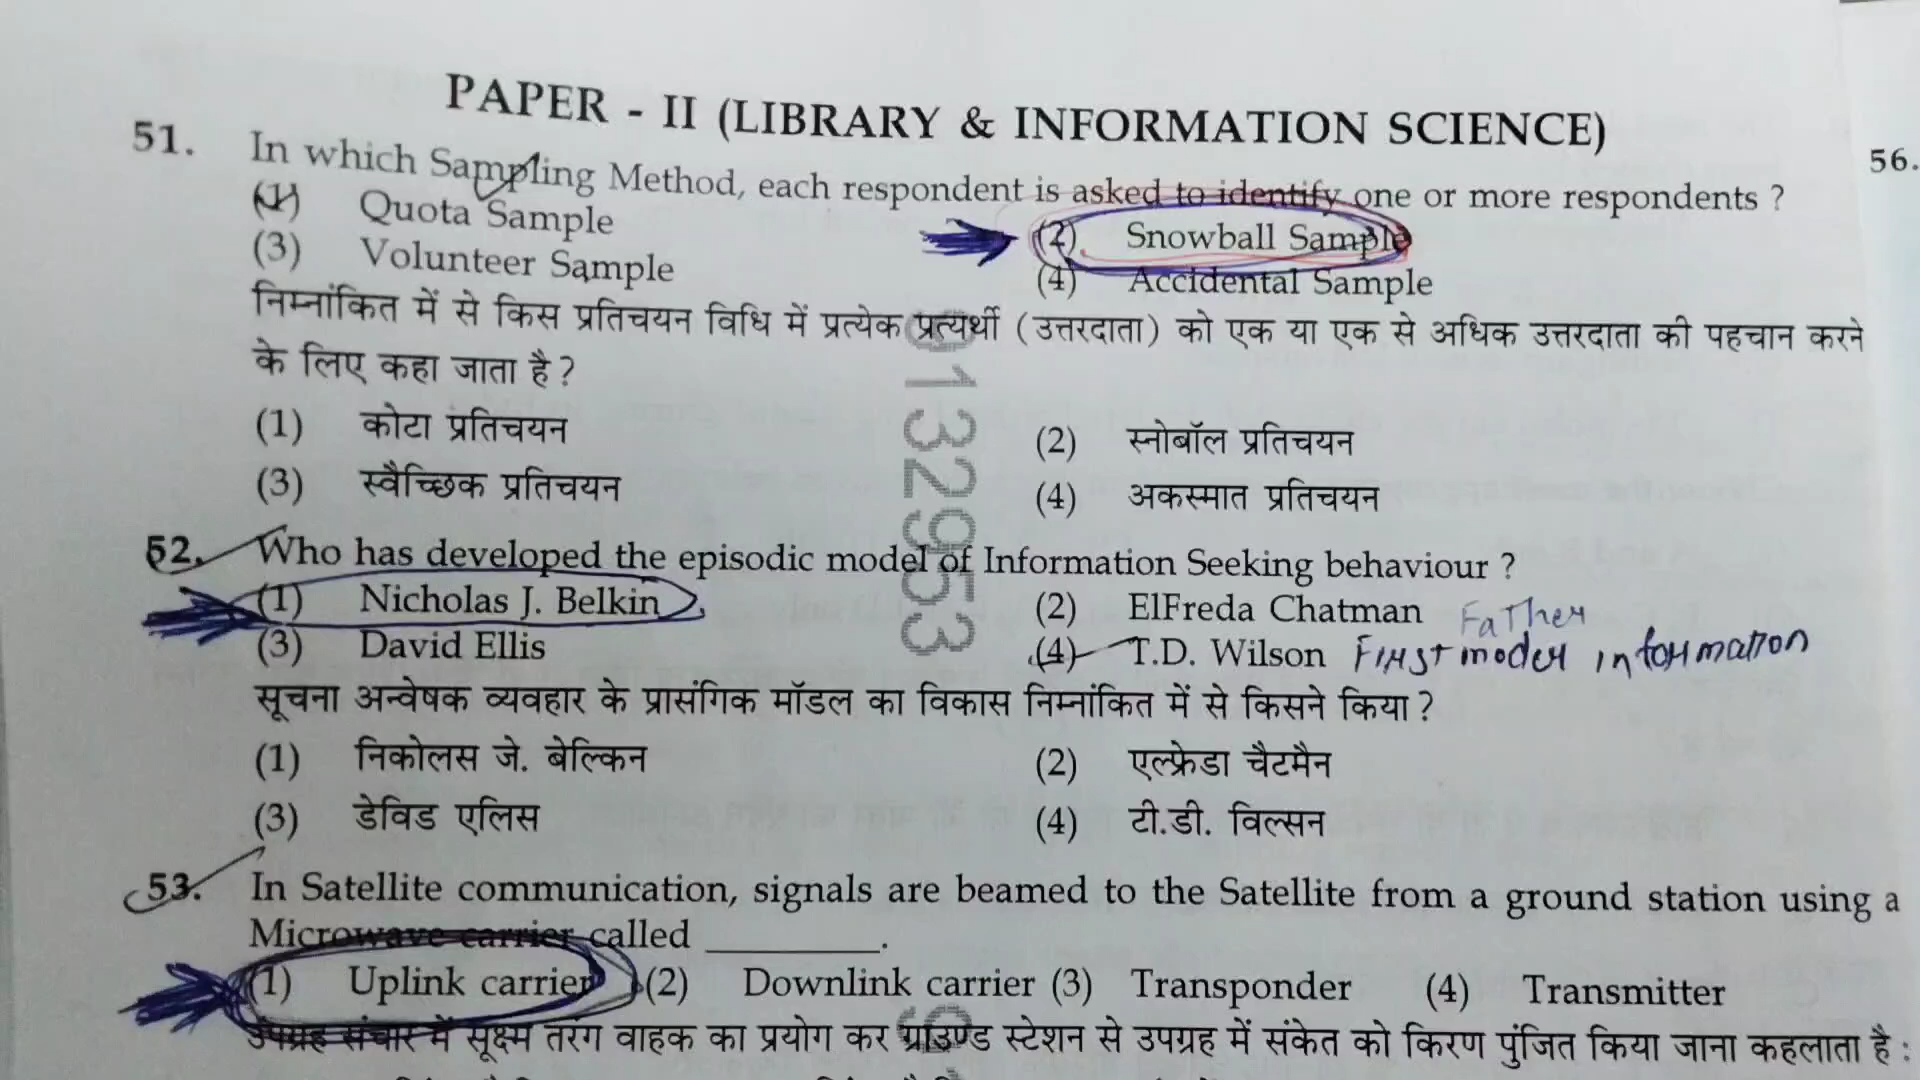 PAPER - II (LIBRARY & INFORMATION SCIENCE)
51. In which Sampling Method, each respondent is asked to identify one or more respondents ?
(1) Quota Sample (2) Snowball Sample
(3) Volunteer Sample (4) Accidental Sample
निम्नांकित में से किस प्रतिचयन विधि में प्रत्येक प्रत्यर्थी (उत्तरदाता) को एक या एक से अधिक उत्तरदाता की पहचान करने
के लिए कहा जाता है ?
(1) कोटा प्रतिचयन (2) स्नोबॉल प्रतिचयन
(3) स्वैच्छिक प्रतिचयन (4) अकस्मात प्रतिचयन
52. Who has developed the episodic model of Information Seeking behaviour ?
(1) Nicholas J. Belkin (2) ElFreda Chatman Father
(3) David Ellis (4) T.D. Wilson First model information
सूचना अन्वेषक व्यवहार के प्रासंगिक मॉडल का विकास निम्नांकित में से किसने किया ?
(1) निकोलस जे. बेल्किन (2) एल्फ्रेडा चैटमैन
(3) डेविड एलिस (4) टी.डी. विल्सन
53. In Satellite communication, signals are beamed to the Satellite from a ground station using a
Microwave carrier called ________.
(1) Uplink carrier (2) Downlink carrier (3) Transponder (4) Transmitter
उपग्रह संचार में सूक्ष्म तरंग वाहक का प्रयोग कर ग्राउण्ड स्टेशन से उपग्रह में संकेत को किरण पुंजित किया जाना कहलाता है :
56.